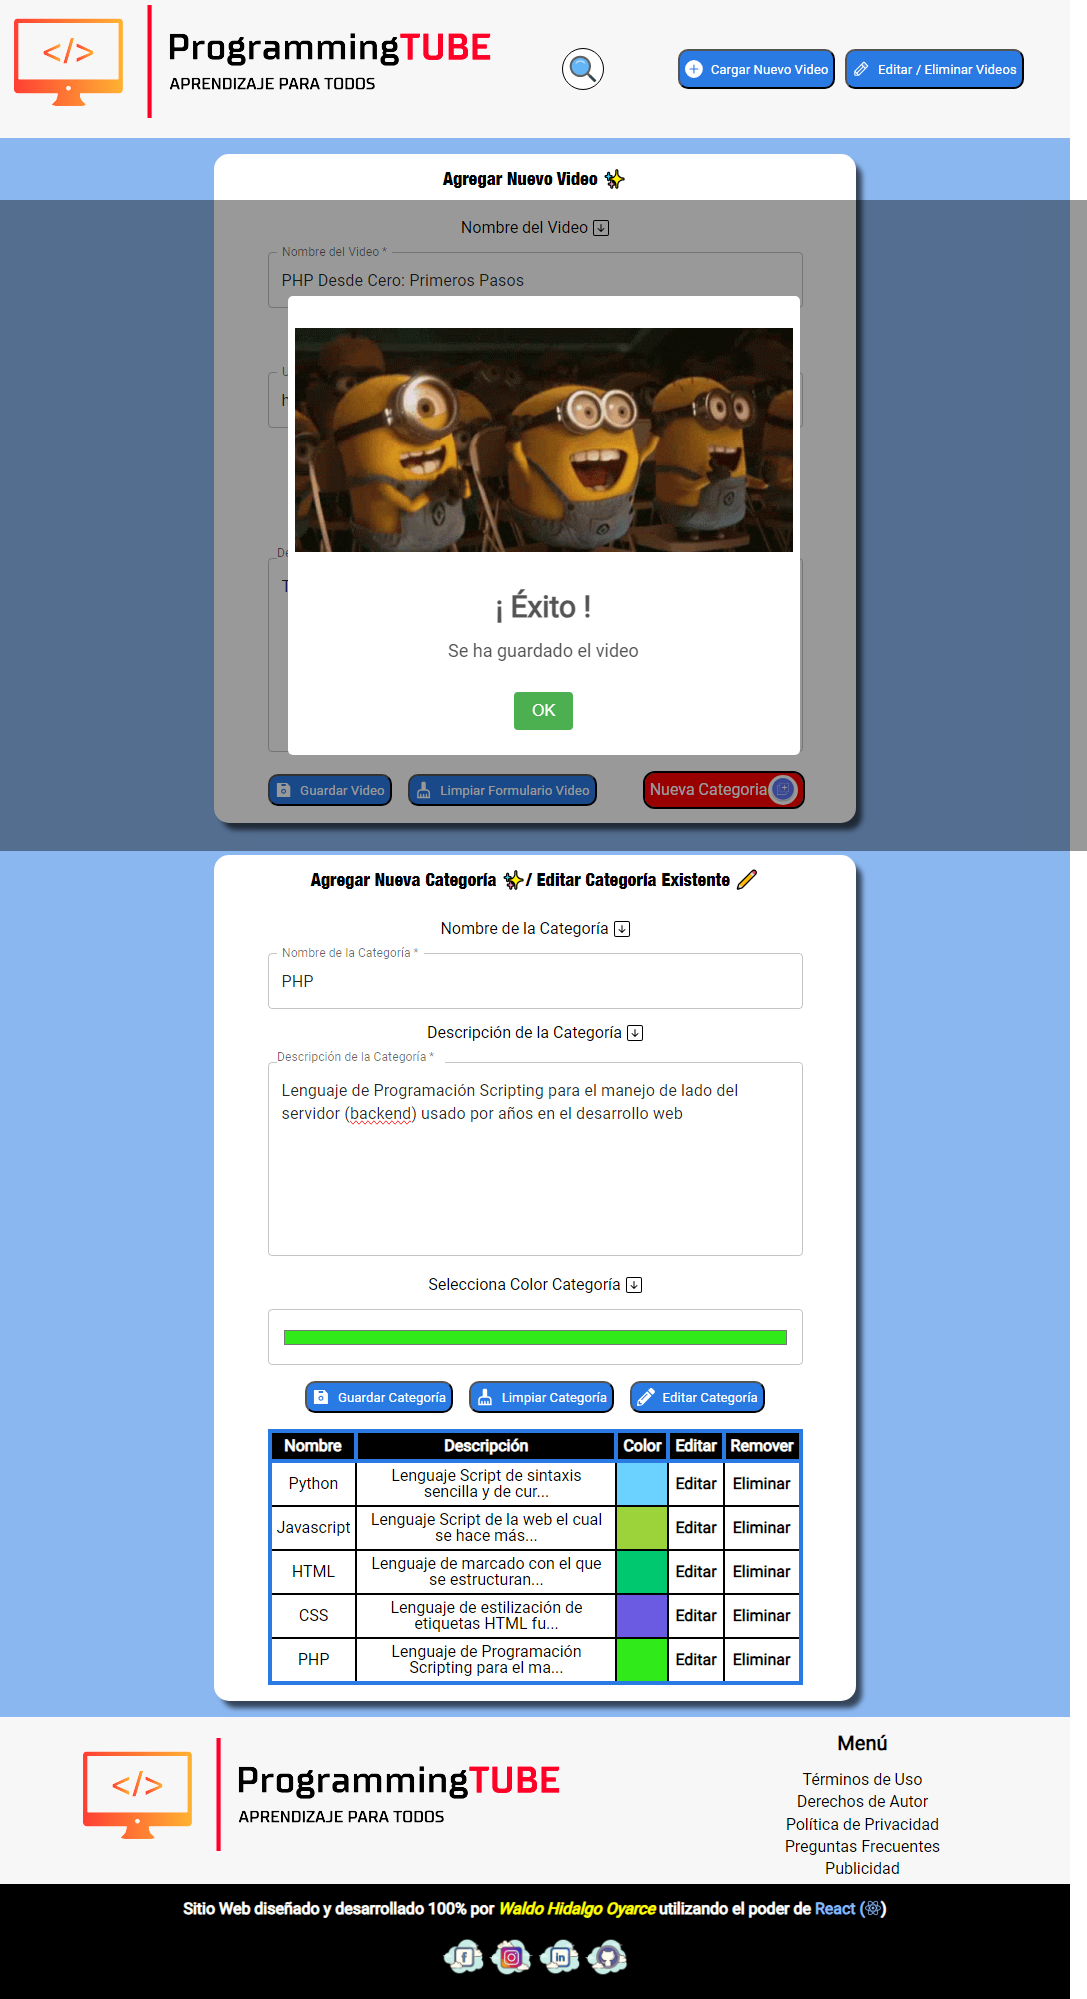 </>
ProgrammingTUBE
APRENDIZAJE PARA TODOS
Cargar Nuevo Video
Editar / Eliminar Videos
Agregar Nuevo Video
Nombre del Video
Nombre del Video *
PHP Desde Cero: Primeros Pasos
¡ Éxito !
Se ha guardado el video
OK
Guardar Video
Limpiar Formulario Video
Nueva Categoria
Agregar Nueva Categoría / Editar Categoría Existente
Nombre de la Categoría
Nombre de la Categoría *
PHP
Descripción de la Categoría
Descripción de la Categoría *
Lenguaje de Programación Scripting para el manejo de lado del
servidor (backend) usado por años en el desarrollo web
Selecciona Color Categoría
Guardar Categoría
Limpiar Categoría
Editar Categoría
Nombre Descripción Color Editar Remover
Python Lenguaje Script de sintaxis sencilla y de cur... Editar Eliminar
Javascript Lenguaje Script de la web el cual se hace más... Editar Eliminar
HTML Lenguaje de marcado con el que se estructuran... Editar Eliminar
CSS Lenguaje de estilización de etiquetas HTML fu... Editar Eliminar
PHP Lenguaje de Programación Scripting para el ma... Editar Eliminar
</>
ProgrammingTUBE
APRENDIZAJE PARA TODOS
Menú
Términos de Uso
Derechos de Autor
Política de Privacidad
Preguntas Frecuentes
Publicidad
Sitio Web diseñado y desarrollado 100% por Waldo Hidalgo Oyarce utilizando el poder de React ()